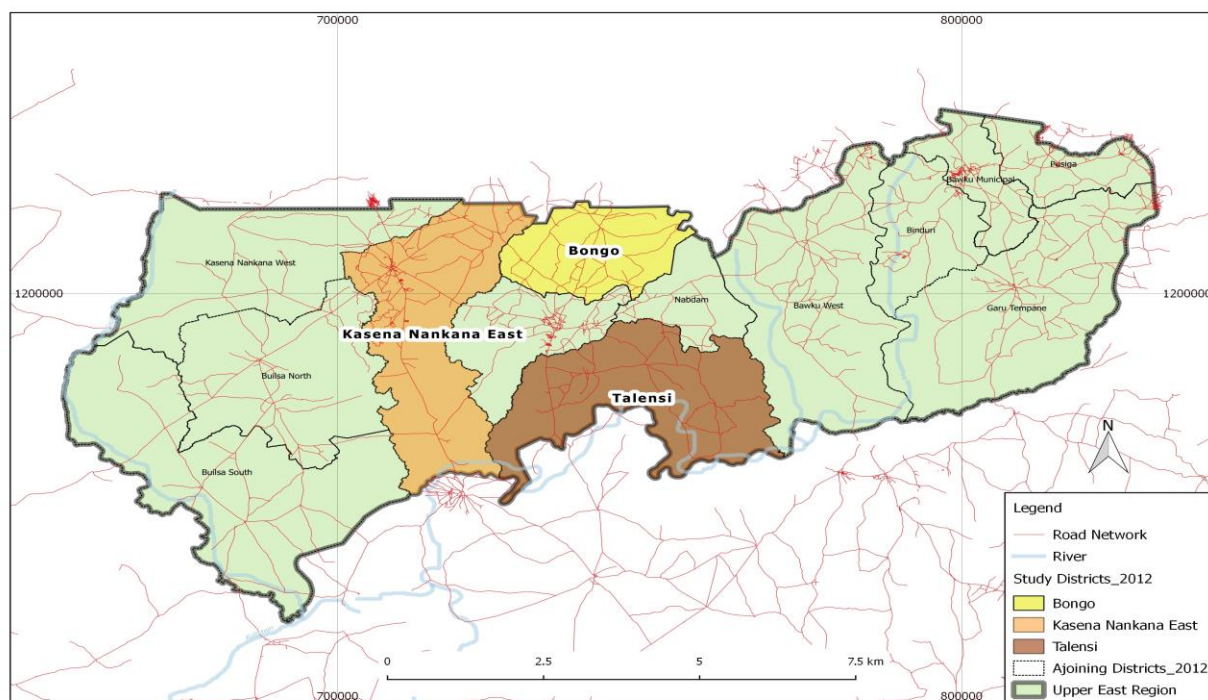 700000
800000
Pusiga
Bawku Municipal
Binduri
Bongo
Kasena Nankana West
1200000
1200000
Nabdam
Bawku West
Garu Tempane
Kasena Nankana East
Builsa North
Talensi
N
Builsa South
Legend
Road Network
River
Study Districts_2012
Bongo
Kasena Nankana East
Talensi
Ajoining Districts_2012
Upper East Region
0
2.5
5
7.5 km
700000
800000